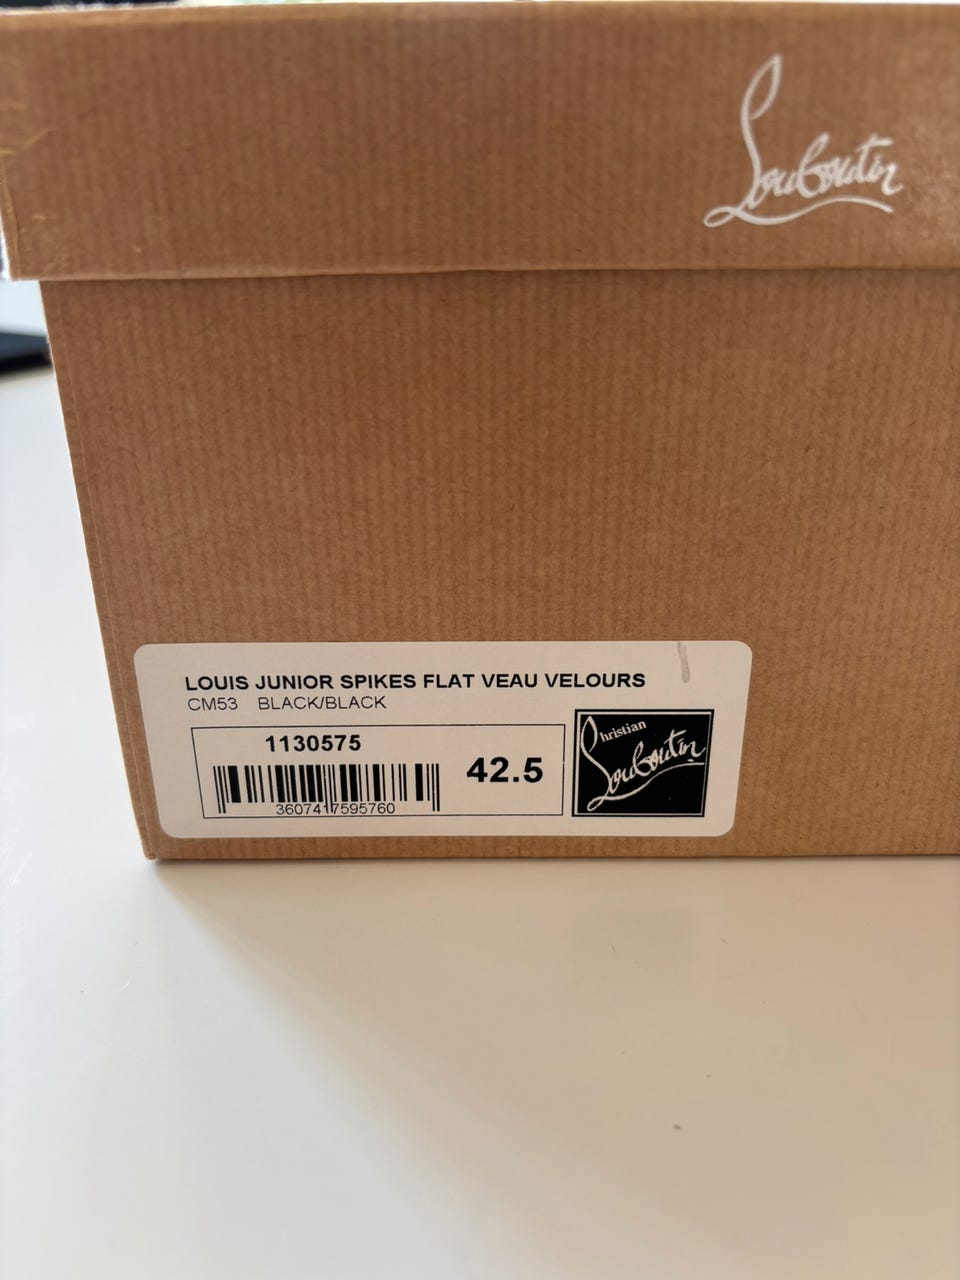 Louboutin
LOUIS JUNIOR SPIKES FLAT VEAU VELOURS
CM53 BLACK/BLACK
1130575
42.5
3607417595760
Christian
Louboutin